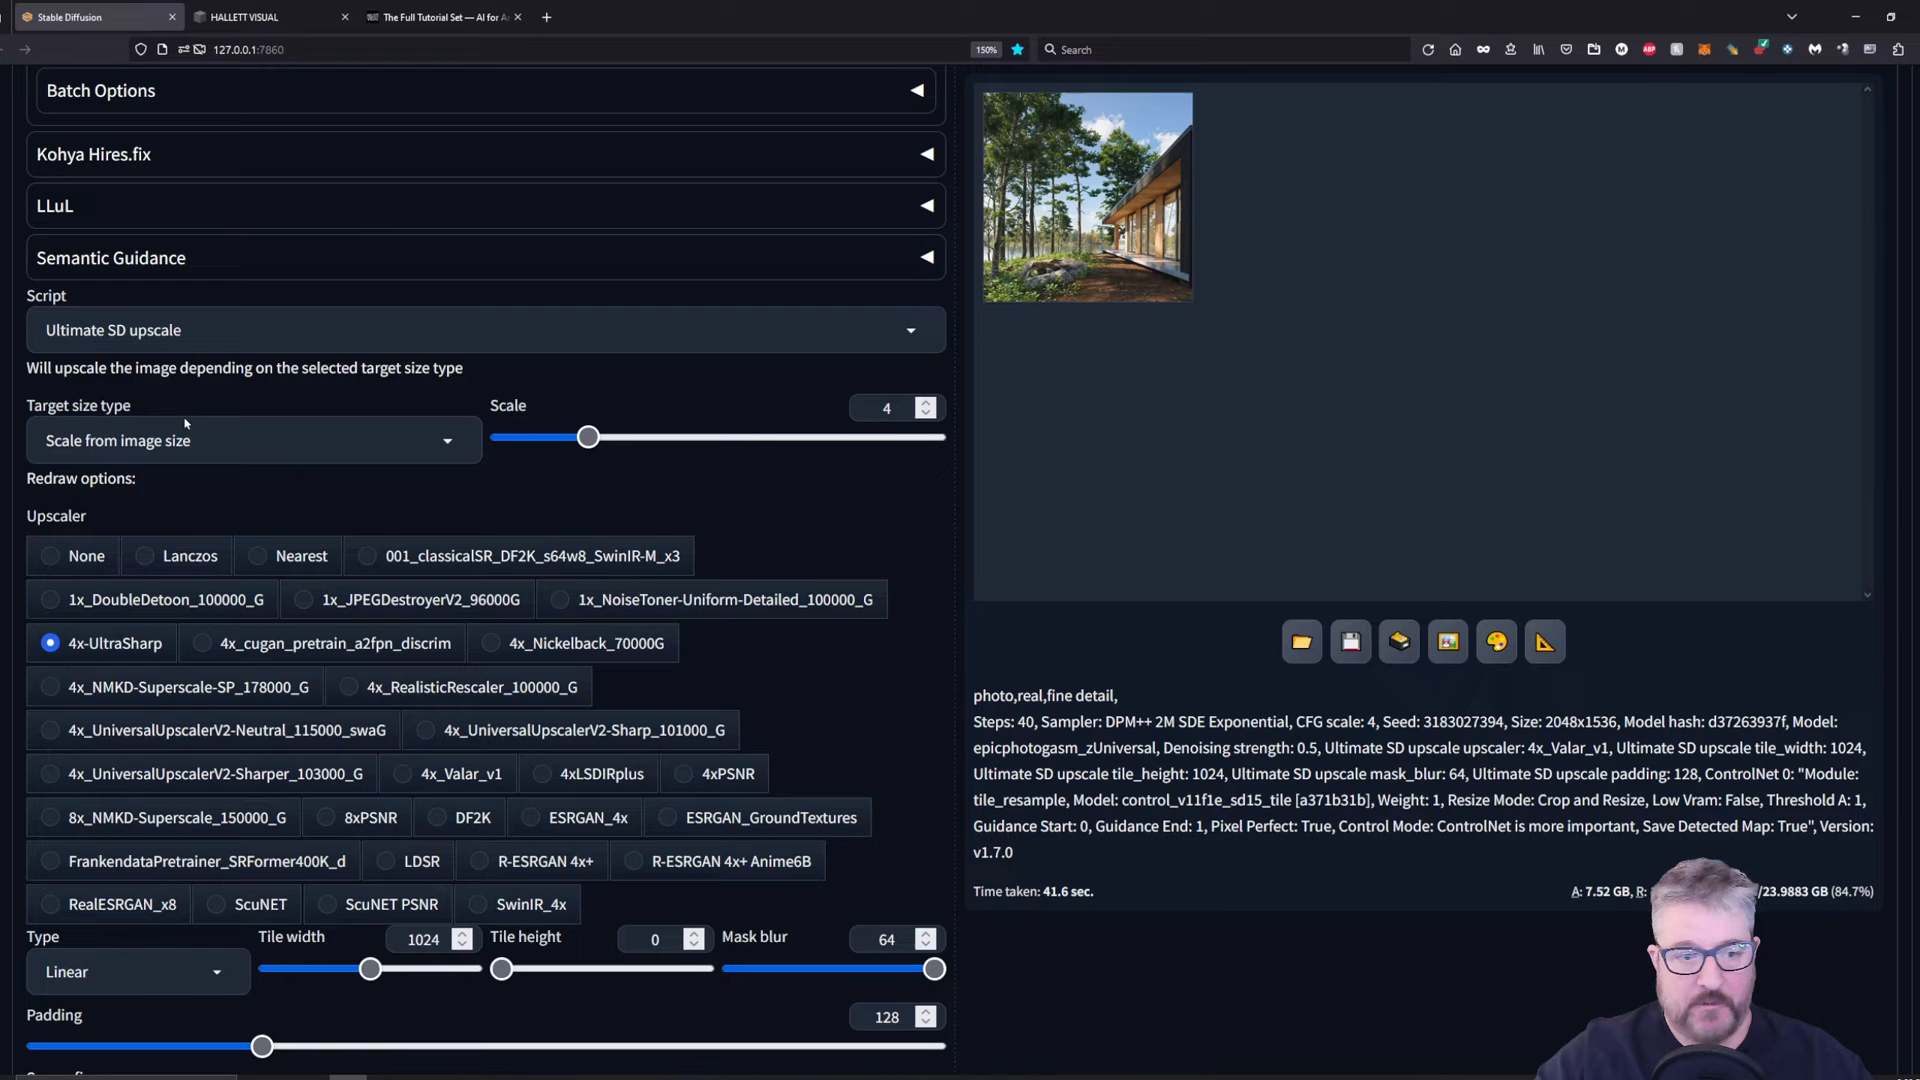 Stable Diffusion
HALLETT VISUAL
The Full Tutorial Set — AI for Ar
127.0.0.1:7860
150%
Search
Batch Options
Kohya Hires.fix
LLuL
Semantic Guidance
Script
Ultimate SD upscale
Will upscale the image depending on the selected target size type
Target size type
Scale
4
Scale from image size
Redraw options:
Upscaler
None
Lanczos
Nearest
001_classicalSR_DF2K_s64w8_SwinIR-M_x3
1x_DoubleDetoon_100000_G
1x_JPEGDestroyerV2_96000G
1x_NoiseToner-Uniform-Detailed_100000_G
4x-UltraSharp
4x_cugan_pretrain_a2fpn_discrim
4x_Nickelback_70000G
4x_NMKD-Superscale-SP_178000_G
4x_RealisticRescaler_100000_G
4x_UniversalUpscalerV2-Neutral_115000_swaG
4x_UniversalUpscalerV2-Sharp_101000_G
4x_UniversalUpscalerV2-Sharper_103000_G
4x_Valar_v1
4xLSDIRplus
4xPSNR
8x_NMKD-Superscale_150000_G
8xPSNR
DF2K
ESRGAN_4x
ESRGAN_GroundTextures
FrankendataPretrainer_SRFormer400K_d
LDSR
R-ESRGAN 4x+
R-ESRGAN 4x+ Anime6B
RealESRGAN_x8
ScuNET
ScuNET PSNR
SwinIR_4x
Type
Linear
Tile width
1024
Tile height
0
Mask blur
64
Padding
128
photo,real,fine detail,
Steps: 40, Sampler: DPM++ 2M SDE Exponential, CFG scale: 4, Seed: 3183027394, Size: 2048x1536, Model hash: d37263937f, Model:
epicphotogasm_zUniversal, Denoising strength: 0.5, Ultimate SD upscale upscaler: 4x_Valar_v1, Ultimate SD upscale tile_width: 1024,
Ultimate SD upscale tile_height: 1024, Ultimate SD upscale mask_blur: 64, Ultimate SD upscale padding: 128, ControlNet 0: "Module:
tile_resample, Model: control_v11f1e_sd15_tile [a371b31b], Weight: 1, Resize Mode: Crop and Resize, Low Vram: False, Threshold A: 1,
Guidance Start: 0, Guidance End: 1, Pixel Perfect: True, Control Mode: ControlNet is more important, Save Detected Map: True", Version:
v1.7.0
Time taken: 41.6 sec.
A: 7.52 GB, R: /23.9883 GB (84.7%)